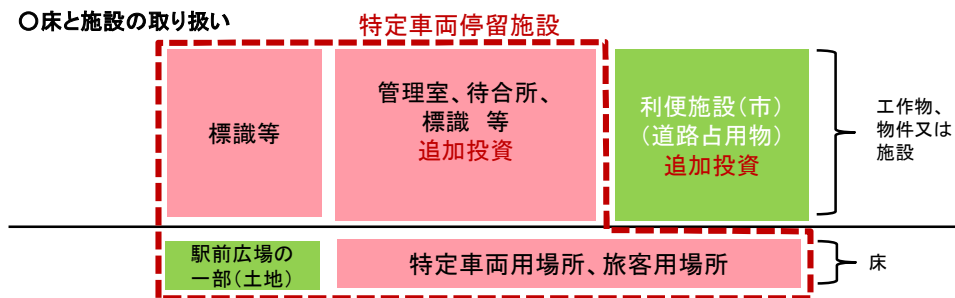 ○床と施設の取り扱い
特定車両停留施設
標識等
管理室、待合所、
標識 等
追加投資
利便施設(市)
(道路占用物)
追加投資
工作物、
物件又は
施設
駅前広場の
一部(土地)
特定車両用場所、旅客用場所
床